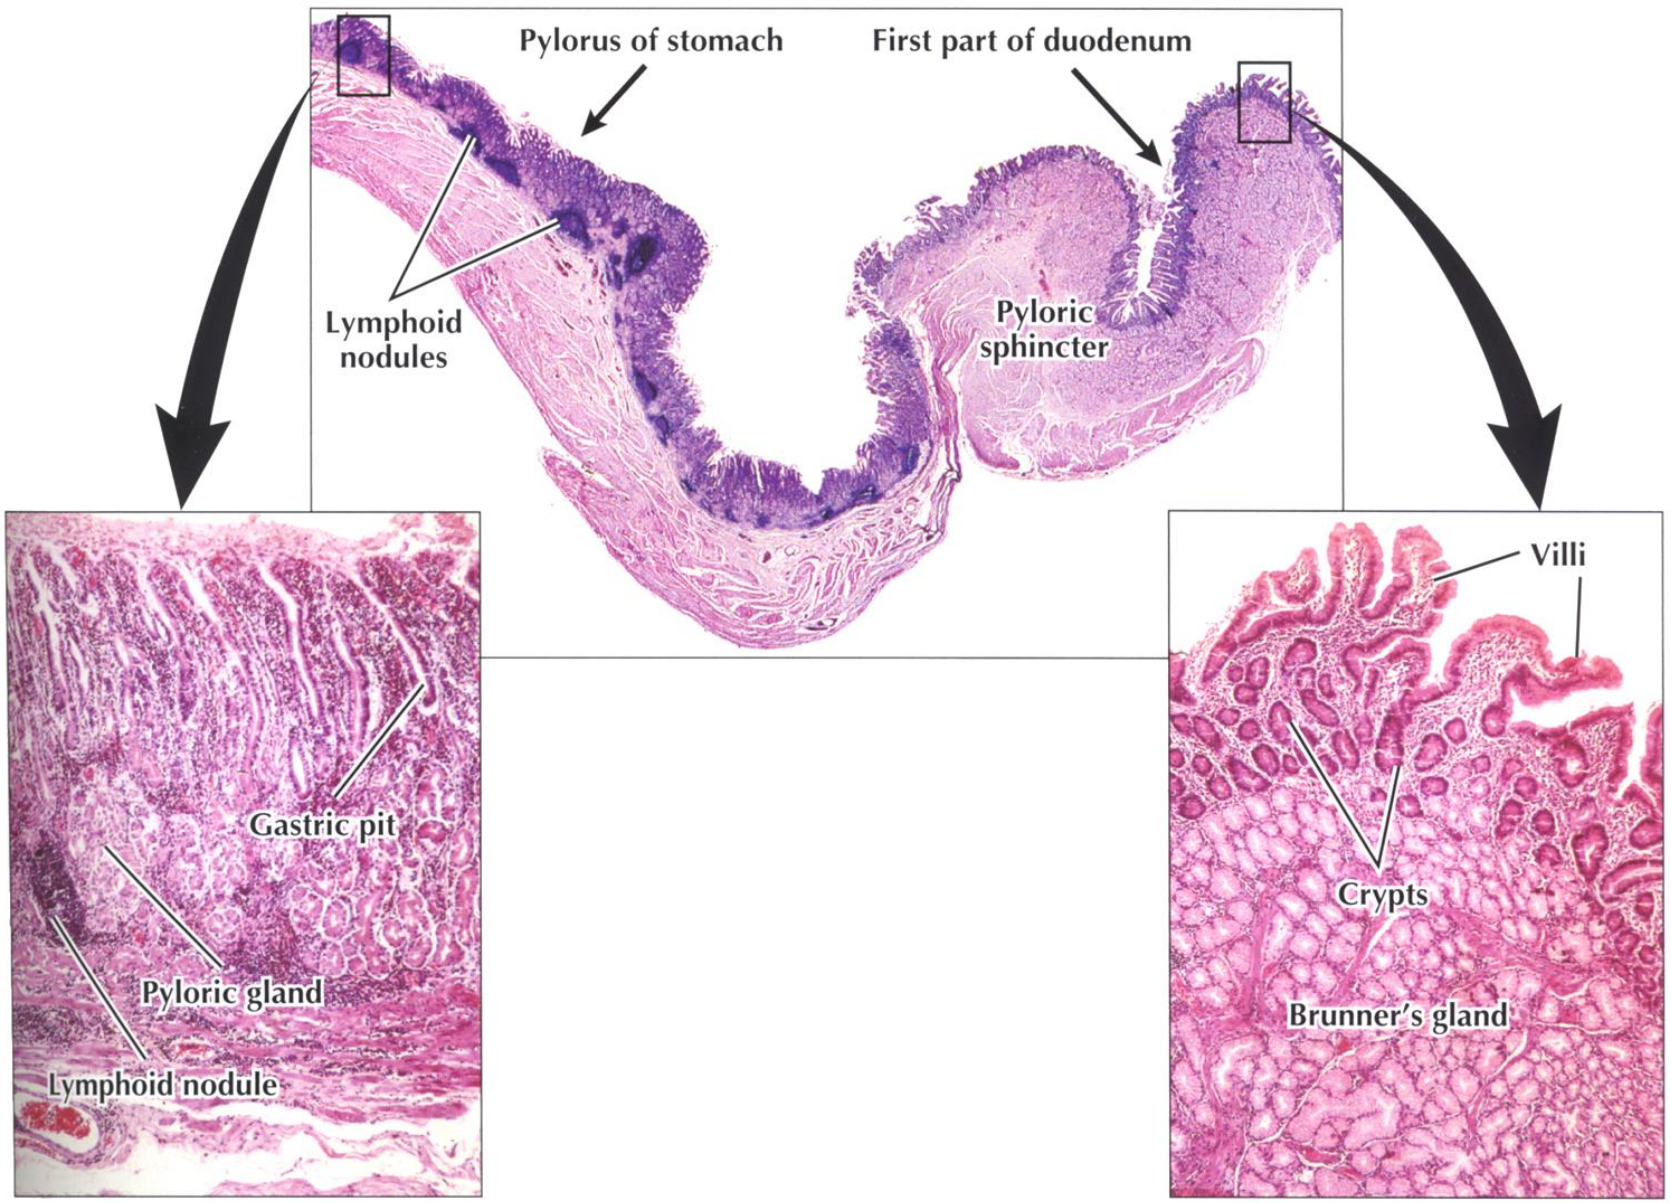 Pylorus of stomach
First part of duodenum
Lymphoid
nodules
Pyloric
sphincter
Gastric pit
Pyloric gland
Lymphoid nodule
Villi
Crypts
Brunner's gland